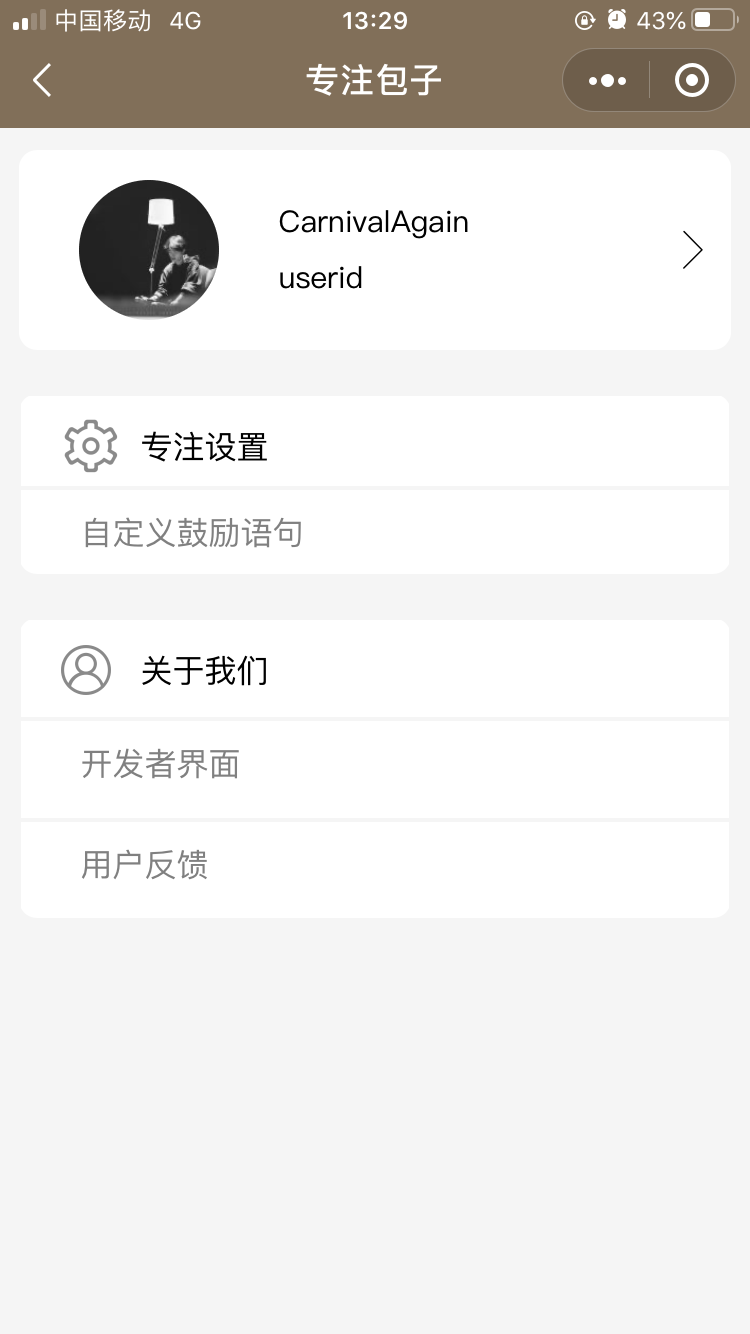 中国移动 4G 13:29 43%
专注包子
CarnivalAgain
userid
专注设置
自定义鼓励语句
关于我们
开发者界面
用户反馈